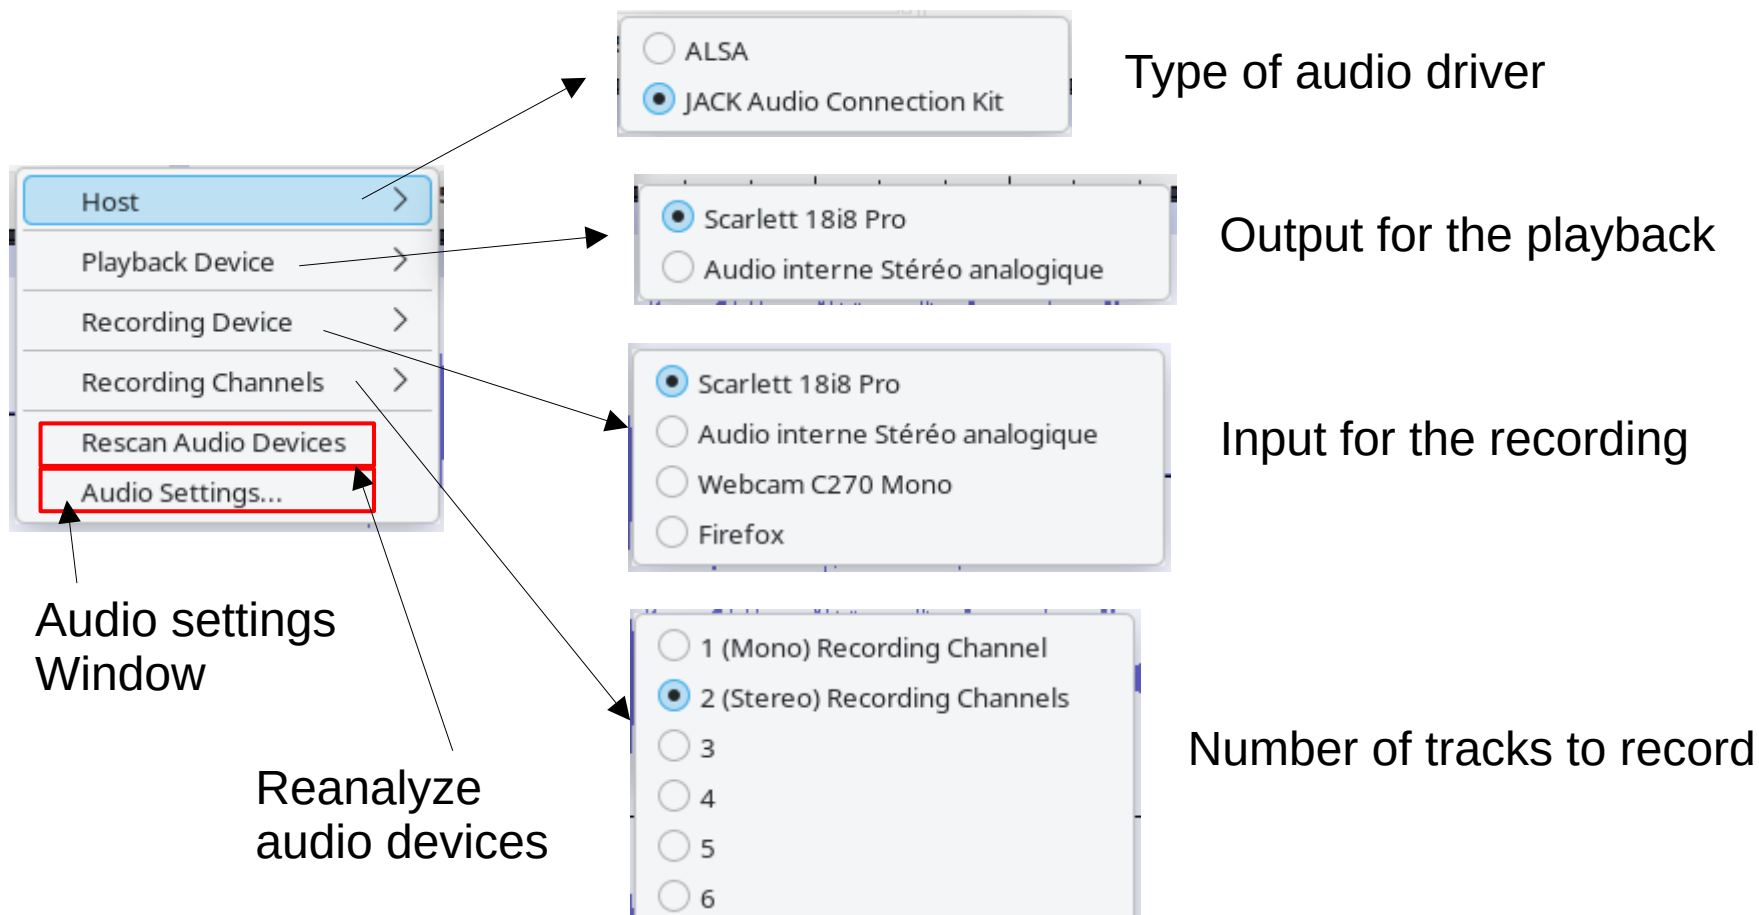 ALSA
JACK Audio Connection Kit
Type of audio driver
Host
Playback Device
Recording Device
Recording Channels
Rescan Audio Devices
Audio Settings...
Scarlett 18i8 Pro
Audio interne Stéréo analogique
Output for the playback
Scarlett 18i8 Pro
Audio interne Stéréo analogique
Webcam C270 Mono
Firefox
Input for the recording
Audio settings
Window
Reanalyze
audio devices
1 (Mono) Recording Channel
2 (Stereo) Recording Channels
3
4
5
6
Number of tracks to record